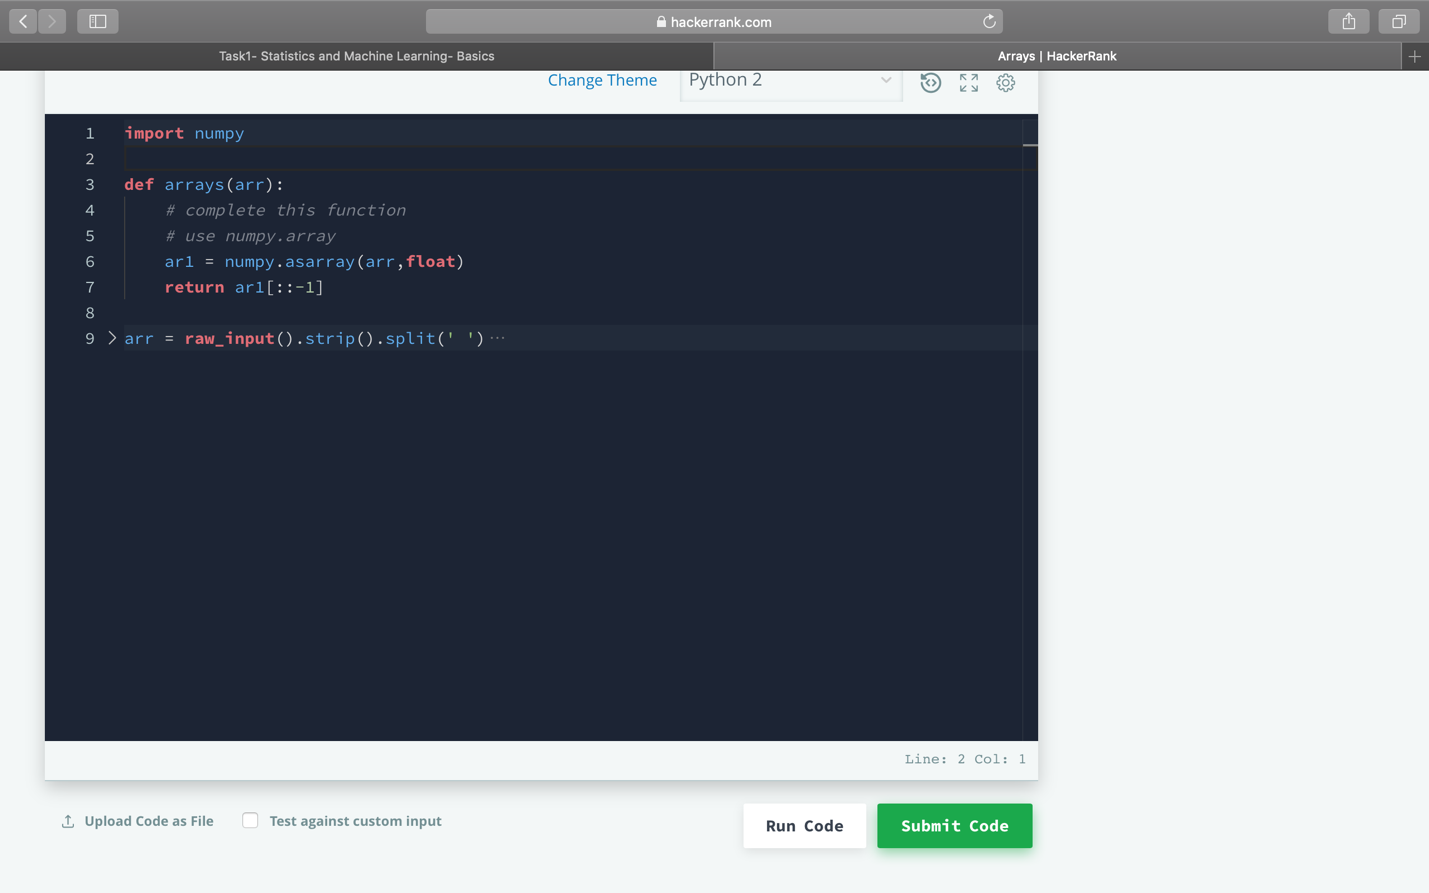 hackerrank.com
Task1- Statistics and Machine Learning- Basics
Arrays | HackerRank
Change Theme
Python 2
1 import numpy
2
3 def arrays(arr):
4 # complete this function
5 # use numpy.array
6 ar1 = numpy.asarray(arr,float)
7 return ar1[::-1]
8
9 arr = raw_input().strip().split(' ')···
Line: 2 Col: 1
Upload Code as File
Test against custom input
Run Code
Submit Code